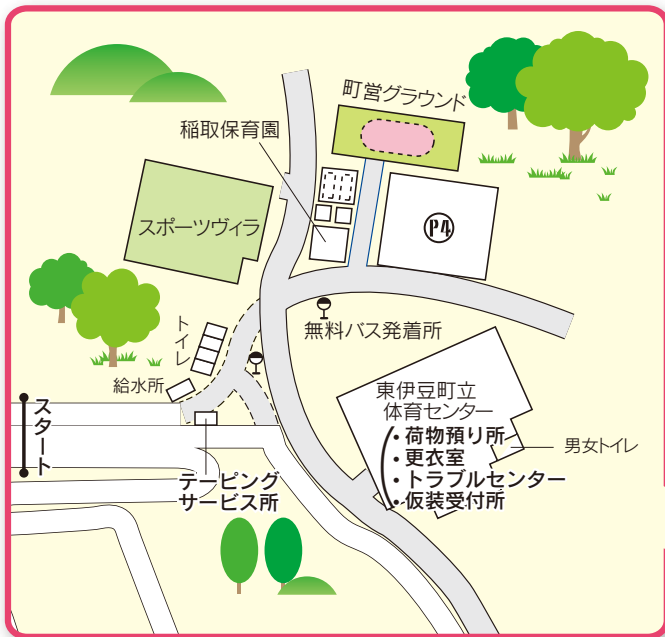 町営グラウンド
稲取保育園
スポーツヴィラ
P4
無料バス発着所
トイレ
給水所
スタート
テーピング
サービス所
東伊豆町立
体育センター
・荷物預り所
・更衣室
・トラブルセンター
・仮装受付所
男女トイレ